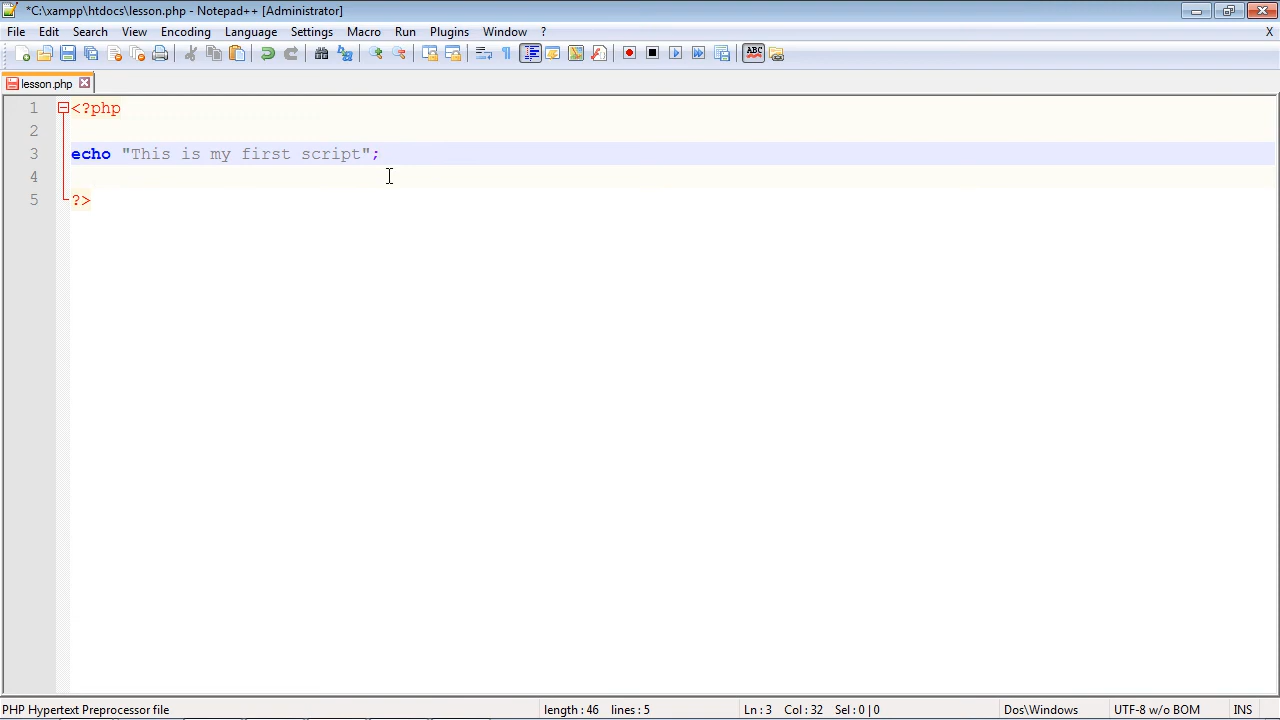 *C:\xampp\htdocs\lesson.php - Notepad++ [Administrator]
File Edit Search View Encoding Language Settings Macro Run Plugins Window ? X
ABC
lesson.php
1 <?php
2
3 echo "This is my first script";
4
5 ?>
PHP Hypertext Preprocessor file length : 46 lines : 5 Ln : 3 Col : 32 Sel : 0 | 0 Dos\Windows UTF-8 w/o BOM INS